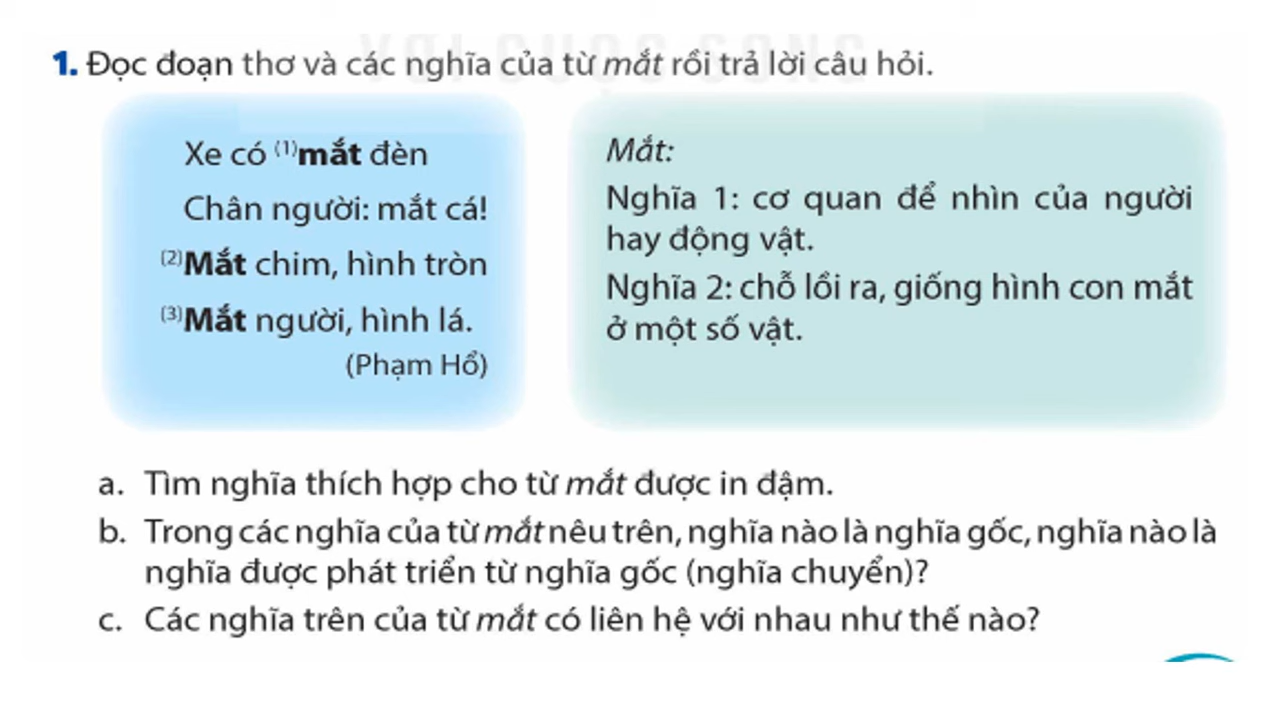 1. Đọc đoạn thơ và các nghĩa của từ mắt rồi trả lời câu hỏi.
Xe có (1)mắt đèn
Chân người: mắt cá!
(2)Mắt chim, hình tròn
(3)Mắt người, hình lá.
(Phạm Hổ)
Mắt:
Nghĩa 1: cơ quan để nhìn của người
hay động vật.
Nghĩa 2: chỗ lồi ra, giống hình con mắt
ở một số vật.
a. Tìm nghĩa thích hợp cho từ mắt được in đậm.
b. Trong các nghĩa của từ mắt nêu trên, nghĩa nào là nghĩa gốc, nghĩa nào là
nghĩa được phát triển từ nghĩa gốc (nghĩa chuyển)?
c. Các nghĩa trên của từ mắt có liên hệ với nhau như thế nào?